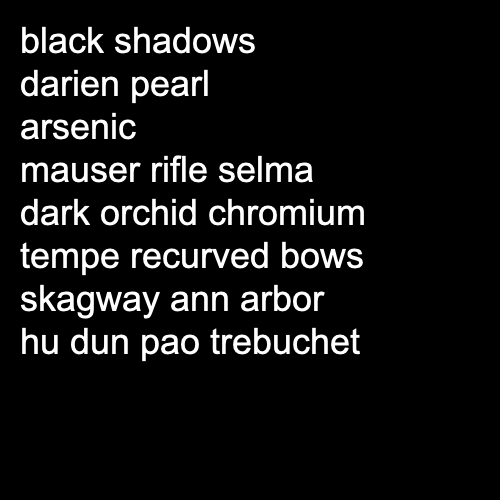 black shadows
darien pearl
arsenic
mauser rifle selma
dark orchid chromium
tempe recurved bows
skagway ann arbor
hu dun pao trebuchet